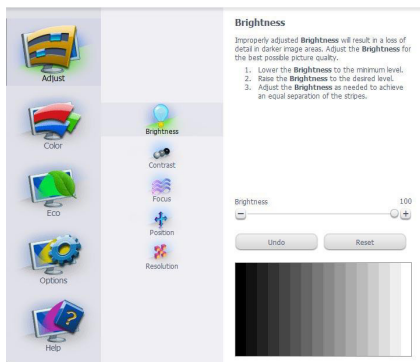 Adjust
Color
Eco
Options
Help
Brightness
Contrast
Focus
Position
Resolution
Brightness
Improperly adjusted Brightness will result in a loss of
detail in darker image areas. Adjust the Brightness for
the best possible picture quality.
1. Lower the Brightness to the minimum level.
2. Raise the Brightness to the desired level.
3. Adjust the Brightness as needed to achieve
an equal separation of the stripes.
Brightness 100
Undo Reset